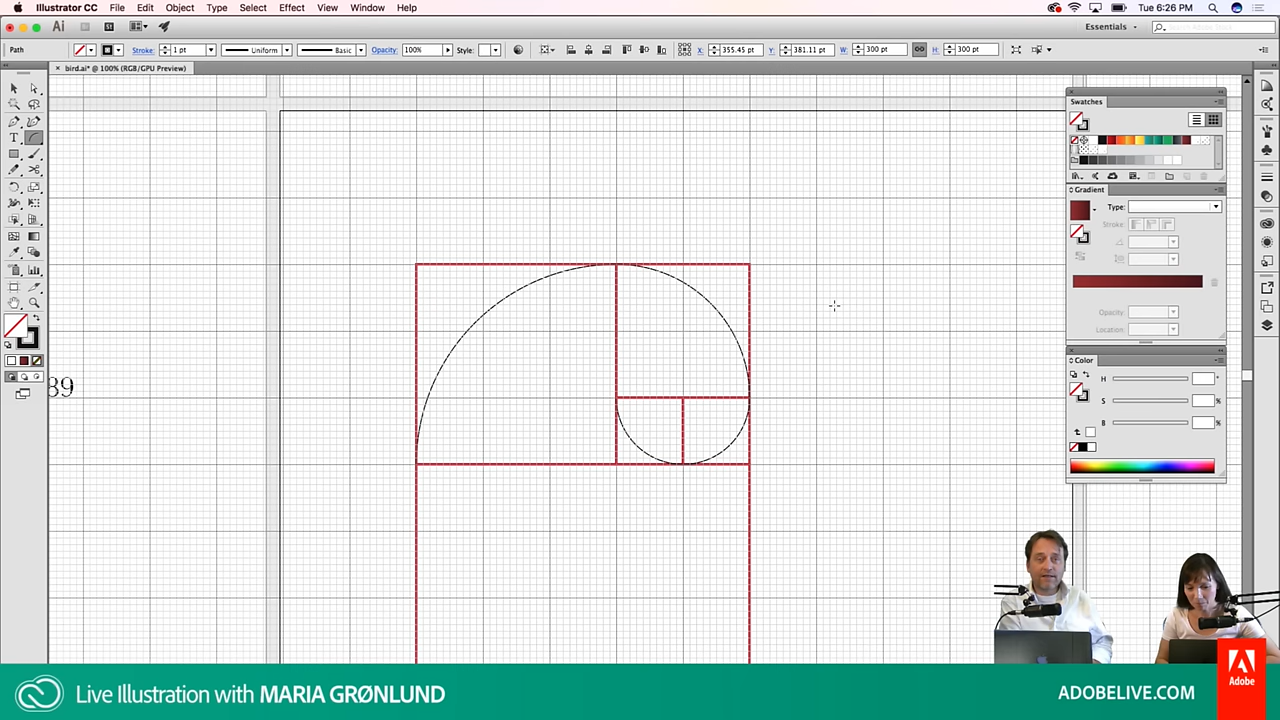 Illustrator CC File Edit Object Type Select Effect View Window Help Tue 6:26 PM
Ai Br St Essentials
Path Stroke: 1 pt Uniform Basic Opacity: 100% Style: X: 355.45 pt Y: 381.11 pt W: 300 pt H: 300 pt
× bird.ai* @ 100% (RGB/GPU Preview)
Swatches
Gradient
Type:
Stroke:
Opacity
Location
Color
H °
S %
B %
89
Live Illustration with MARIA GRØNLUND
ADOBELIVE.COM
Adobe